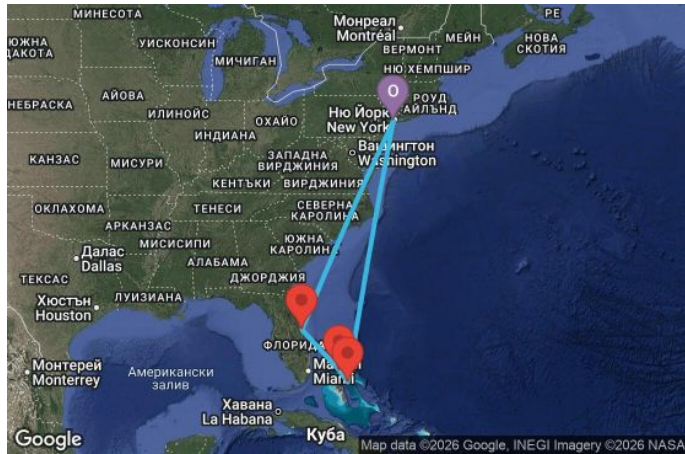 МИНЕСОТА
Монреал
Montréal
РЕ
ЮЖНА
ДАКОТА
УИСКОНСИН
МИЧИГАН
ВЕРМОНТ
МЕЙН
НОВА
СКОТИЯ
НЮ ХЕМПШИР
НЕБРАСКА
АЙОВА
ИЛИНОЙС
ИНДИАНА
ОХАЙО
O
Ню Йорк
New York
РОУД
АЙЛЪНД
Вашингтон
Washington
КАНЗАС
МИСУРИ
ЗАПАДНА
ВИРДЖИНИЯ
КЕНТЪКИ
ВИРДЖИНИЯ
ОКЛАХОМА
ТЕНЕСИ
СЕВЕРНА
КАРОЛИНА
АРКАНЗАС
МИСИСИПИ
ЮЖНА
КАРОЛИНА
Далас
Dallas
АЛАБАМА
ДЖОРДЖИЯ
ТЕКСАС
ЛУИЗИАНА
Хюстън
Houston
ФЛОРИДА
Miami
Монтерей
Monterrey
Американски
залив
Хавана
La Habana
Куба
Google
Map data ©2026 Google, INEGI Imagery ©2026 NASA